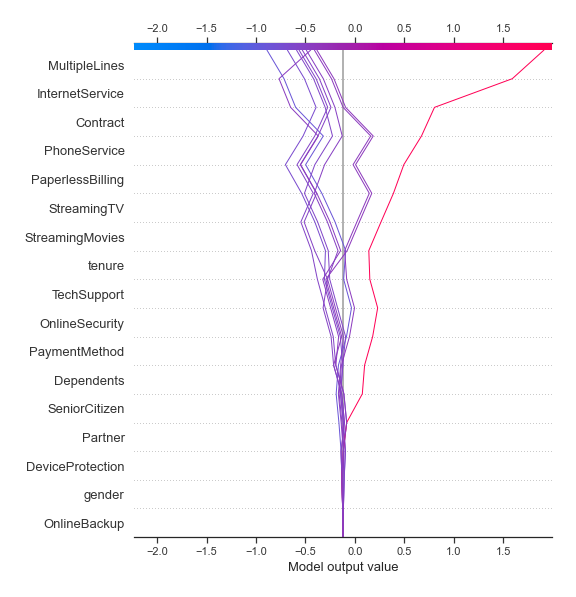 −2.0 −1.5 −1.0 −0.5 0.0 0.5 1.0 1.5
MultipleLines
InternetService
Contract
PhoneService
PaperlessBilling
StreamingTV
StreamingMovies
tenure
TechSupport
OnlineSecurity
PaymentMethod
Dependents
SeniorCitizen
Partner
DeviceProtection
gender
OnlineBackup
−2.0 −1.5 −1.0 −0.5 0.0 0.5 1.0 1.5
Model output value